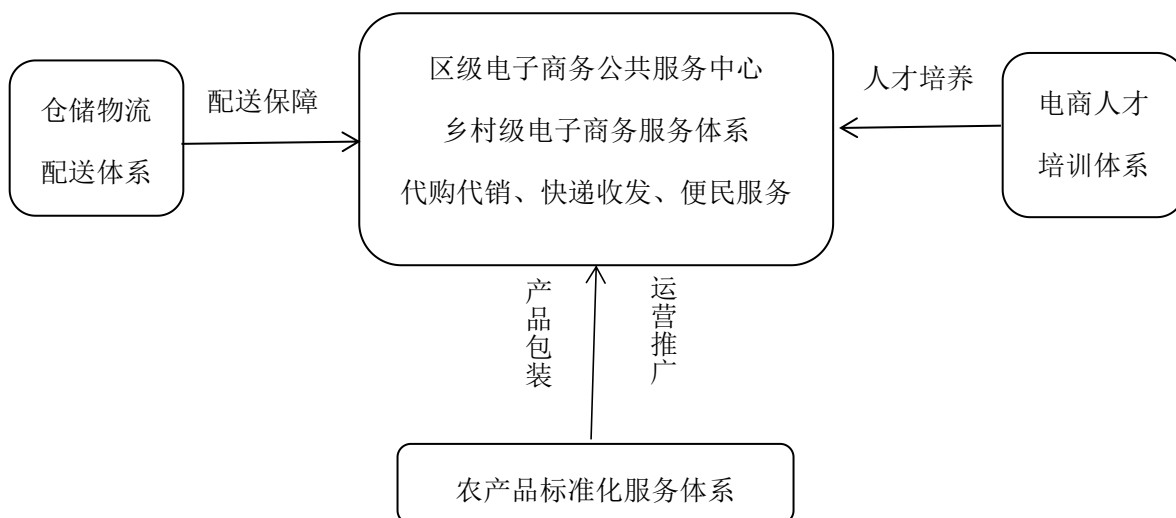 区级电子商务公共服务中心
乡村级电子商务服务体系
代购代销、快递收发、便民服务
仓储物流
配送体系
配送保障
人才培养
电商人才
培训体系
产品包装
运营推广
农产品标准化服务体系